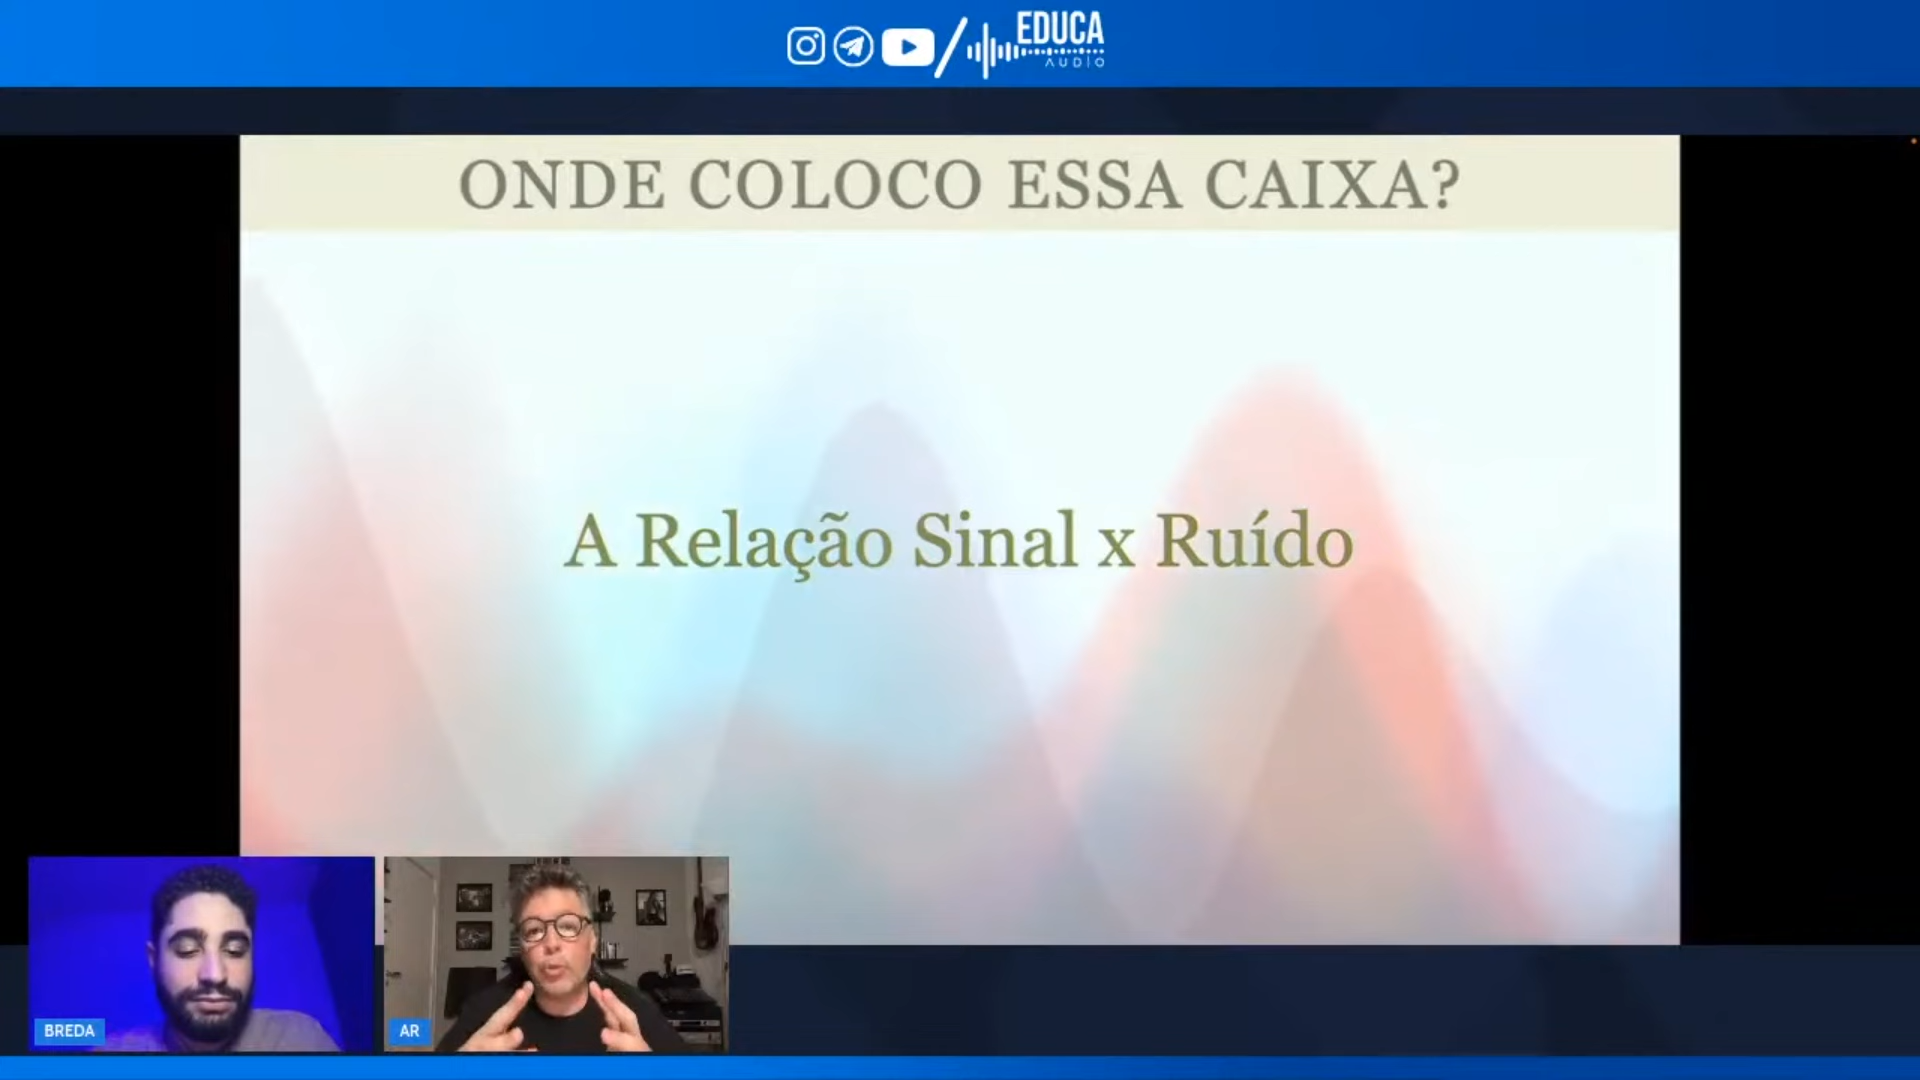 EDUCA
AUDIO
ONDE COLOCO ESSA CAIXA?
A Relação Sinal x Ruído
BREDA
AR